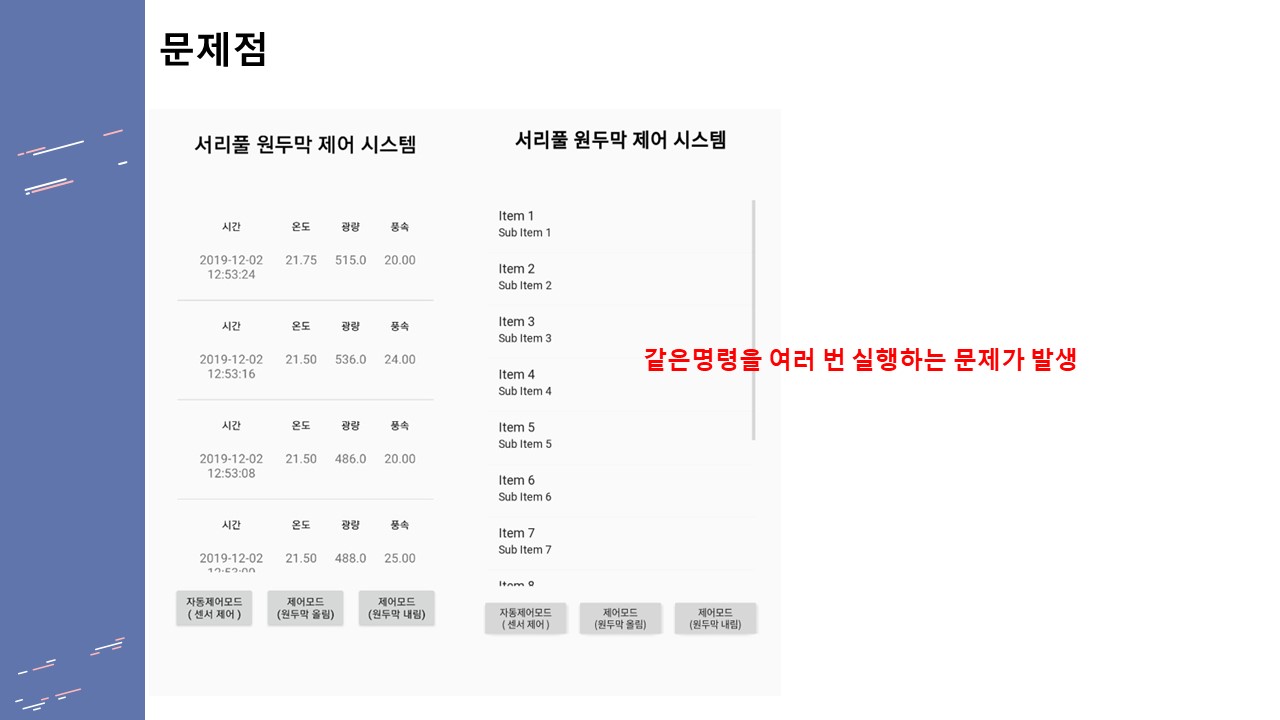 문제점
서리풀 원두막 제어 시스템
시간 온도 광량 풍속
2019-12-02 21.75 515.0 20.00
12:53:24
시간 온도 광량 풍속
2019-12-02 21.50 536.0 24.00
12:53:16
시간 온도 광량 풍속
2019-12-02 21.50 486.0 20.00
12:53:08
시간 온도 광량 풍속
2019-12-02 21.50 488.0 25.00
자동제어모드
( 센서 제어 )
제어모드
(원두막 올림)
제어모드
(원두막 내림)
서리풀 원두막 제어 시스템
Item 1
Sub Item 1
Item 2
Sub Item 2
Item 3
Sub Item 3
Item 4
Sub Item 4
Item 5
Sub Item 5
Item 6
Sub Item 6
Item 7
Sub Item 7
Item 8
자동제어모드
( 센서 제어 )
제어모드
(원두막 올림)
제어모드
(원두막 내림)
같은명령을 여러 번 실행하는 문제가 발생